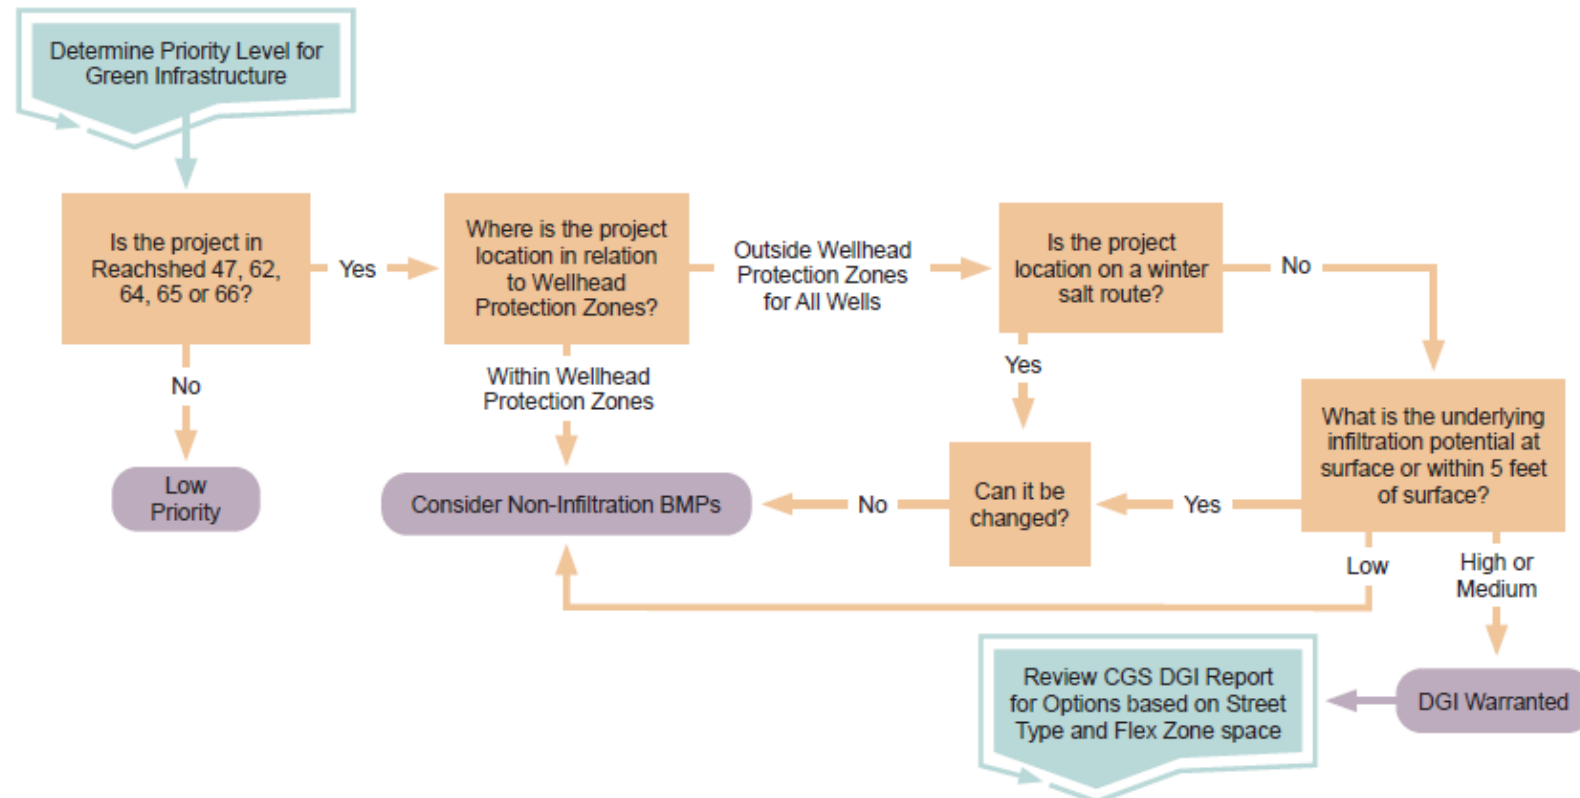 Determine Priority Level for
Green Infrastructure
Is the project in
Reachshed 47, 62,
64, 65 or 66?
Yes
Where is the project
location in relation
to Wellhead
Protection Zones?
Outside Wellhead
Protection Zones
for All Wells
Is the project
location on a winter
salt route?
No
No
Within Wellhead
Protection Zones
Yes
What is the underlying
infiltration potential at
surface or within 5 feet
of surface?
Low
Priority
Consider Non-Infiltration BMPs
No
Can it be
changed?
Yes
Low
High or
Medium
Review CGS DGI Report
for Options based on Street
Type and Flex Zone space
DGI Warranted